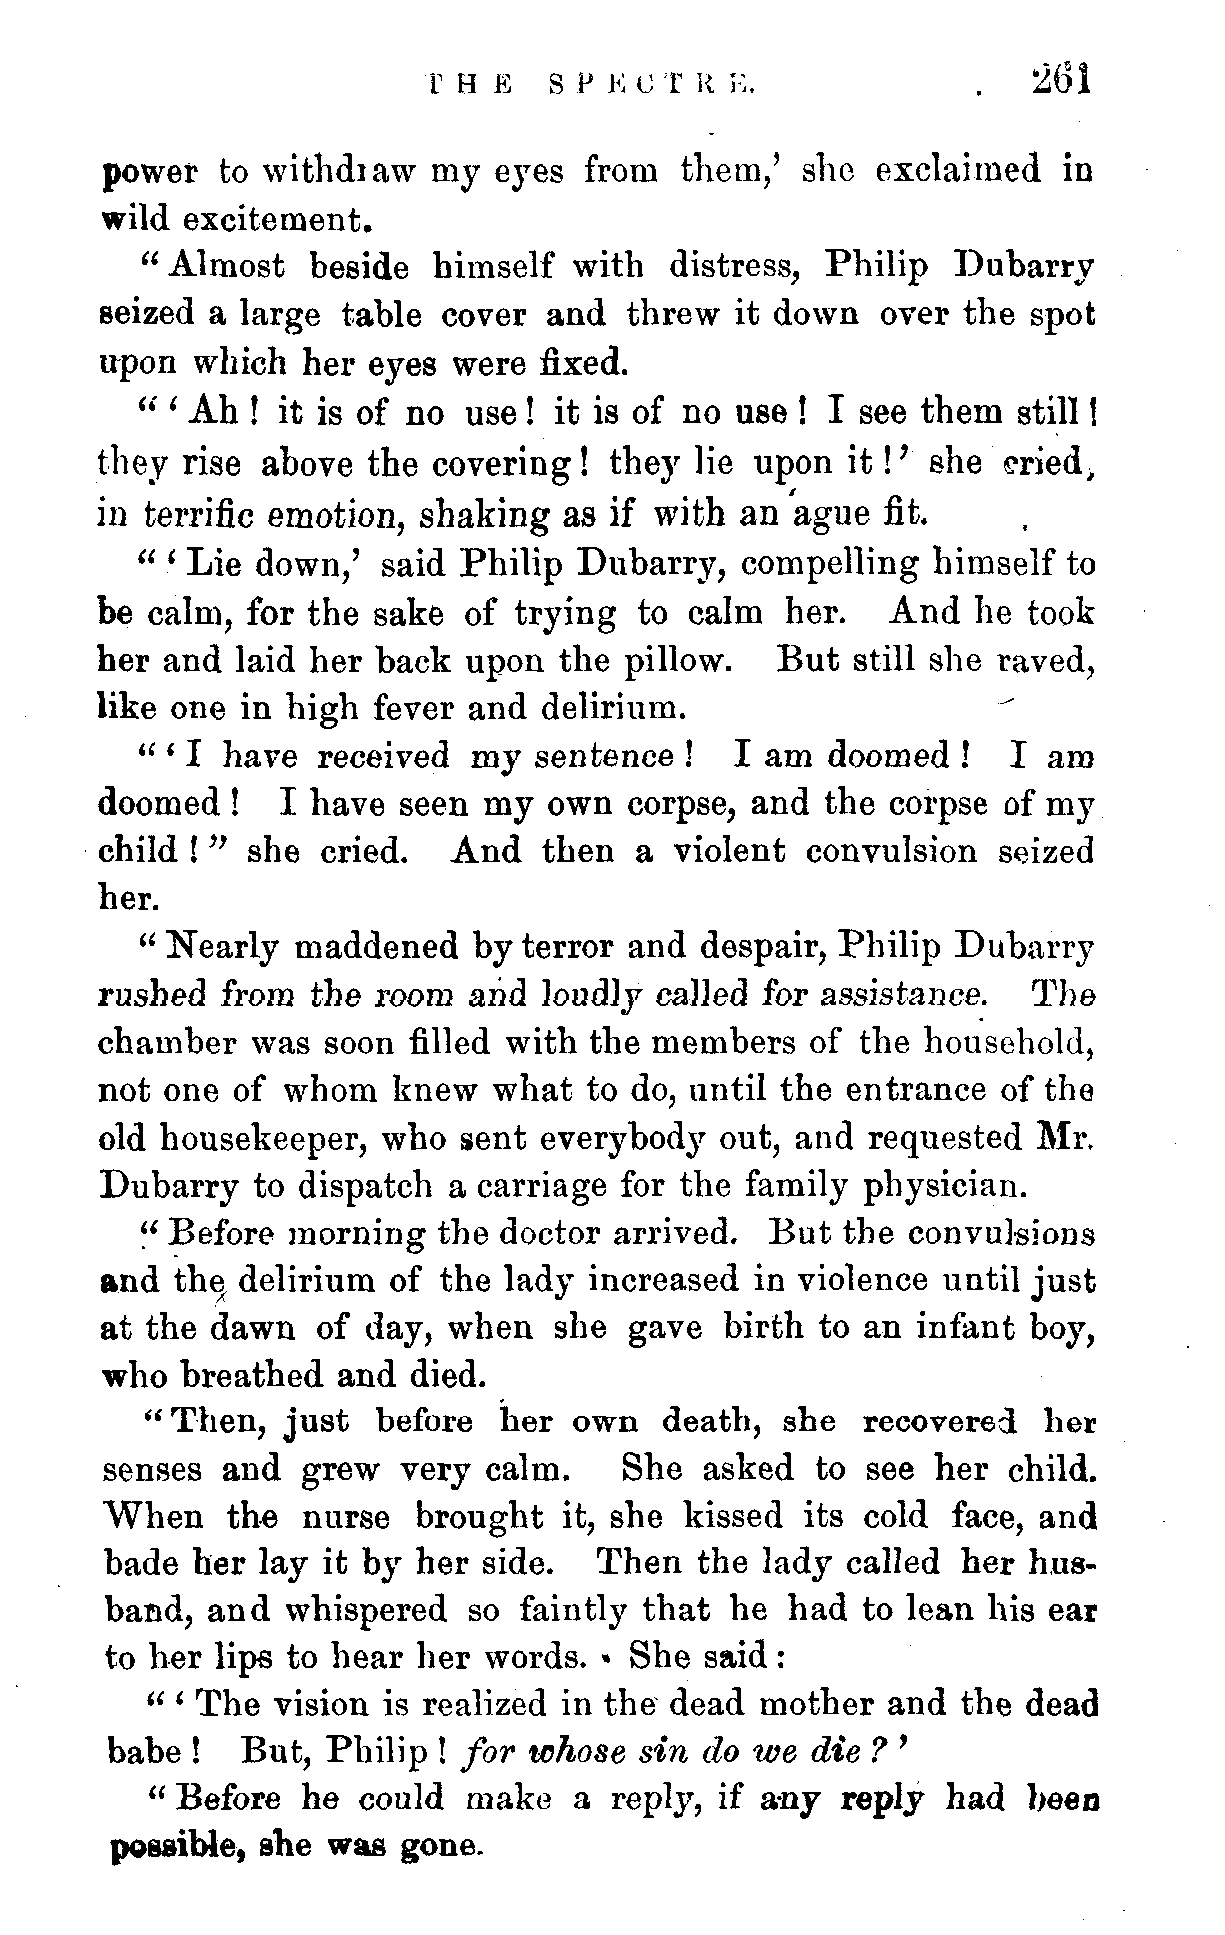 THE SPECTRE. 261
power to withdraw my eyes from them,' she exclaimed in
wild excitement.
"Almost beside himself with distress, Philip Dubarry
seized a large table cover and threw it down over the spot
upon which her eyes were fixed.
"'Ah! it is of no use! it is of no use! I see them still!
they rise above the covering! they lie upon it!' she cried,
in terrific emotion, shaking as if with an ague fit.
"'Lie down,' said Philip Dubarry, compelling himself to
be calm, for the sake of trying to calm her. And he took
her and laid her back upon the pillow. But still she raved,
like one in high fever and delirium.
"'I have received my sentence! I am doomed! I am
doomed! I have seen my own corpse, and the corpse of my
child!" she cried. And then a violent convulsion seized
her.
"Nearly maddened by terror and despair, Philip Dubarry
rushed from the room and loudly called for assistance. The
chamber was soon filled with the members of the household,
not one of whom knew what to do, until the entrance of the
old housekeeper, who sent everybody out, and requested Mr.
Dubarry to dispatch a carriage for the family physician.
"Before morning the doctor arrived. But the convulsions
and the delirium of the lady increased in violence until just
at the dawn of day, when she gave birth to an infant boy,
who breathed and died.
"Then, just before her own death, she recovered her
senses and grew very calm. She asked to see her child.
When the nurse brought it, she kissed its cold face, and
bade her lay it by her side. Then the lady called her hus-
band, and whispered so faintly that he had to lean his ear
to her lips to hear her words. She said:
"'The vision is realized in the dead mother and the dead
babe! But, Philip! for whose sin do we die?'
"Before he could make a reply, if any reply had been
possible, she was gone.